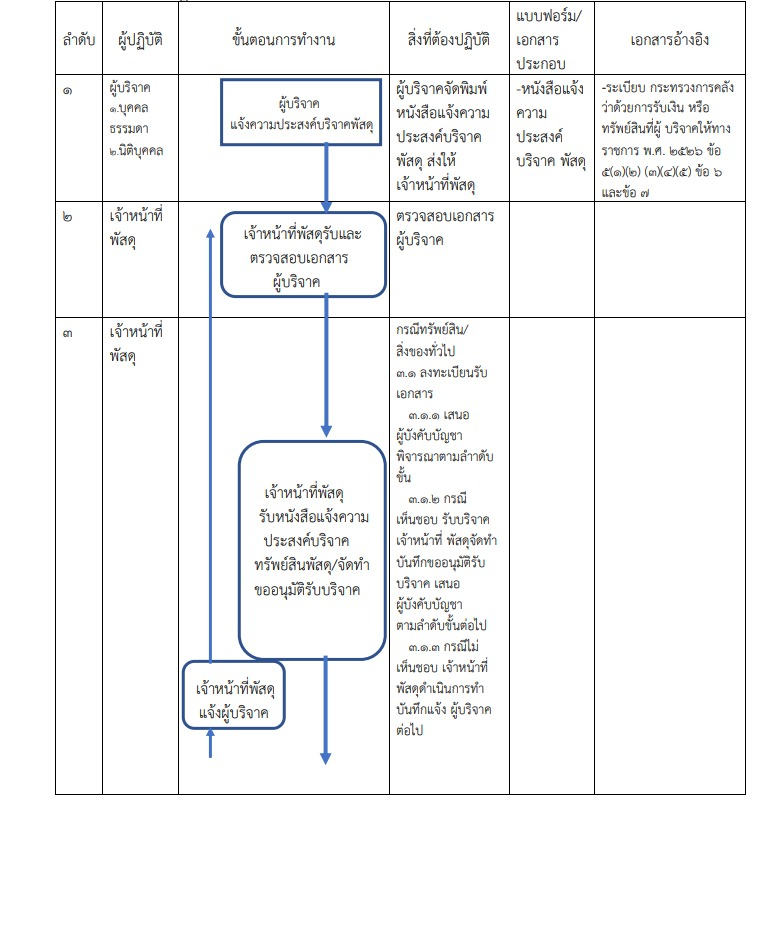 ลำดับ
ผู้ปฏิบัติ
ขั้นตอนการทำงาน
สิ่งที่ต้องปฏิบัติ
แบบฟอร์ม/
เอกสาร
ประกอบ
เอกสารอ้างอิง
๑
ผู้บริจาค
๑.บุคคล
ธรรมดา
๒.นิติบุคคล
ผู้บริจาค
แจ้งความประสงค์บริจาคพัสดุ
ผู้บริจาคจัดพิมพ์
หนังสือแจ้งความ
ประสงค์บริจาค
พัสดุ ส่งให้
เจ้าหน้าที่พัสดุ
-หนังสือแจ้ง
ความ
ประสงค์
บริจาค พัสดุ
-ระเบียบ กระทรวงการคลัง
ว่าด้วยการรับเงิน หรือ
ทรัพย์สินที่ผู้ บริจาคให้ทาง
ราชการ พ.ศ. ๒๕๒๖ ข้อ
๕(๑)(๒) (๓)(๔)(๕) ข้อ ๖
และข้อ ๗
๒
เจ้าหน้าที่
พัสดุ
เจ้าหน้าที่พัสดุรับและ
ตรวจสอบเอกสาร
ผู้บริจาค
ตรวจสอบเอกสาร
ผู้บริจาค
๓
เจ้าหน้าที่
พัสดุ
เจ้าหน้าที่พัสดุ
รับหนังสือแจ้งความ
ประสงค์บริจาค
ทรัพย์สินพัสดุ/จัดทำ
ขออนุมัติรับบริจาค
เจ้าหน้าที่พัสดุ
แจ้งผู้บริจาค
กรณีทรัพย์สิน/
สิ่งของทั่วไป
๓.๑ ลงทะเบียนรับ
เอกสาร
๓.๑.๑ เสนอ
ผู้บังคับบัญชา
พิจารณาตามลำาดับ
ขั้น
๓.๑.๒ กรณี
เห็นชอบ รับบริจาค
เจ้าหน้าที่ พัสดุจัดทำ
บันทึกขออนุมัติรับ
บริจาค เสนอ
ผู้บังคับบัญชา
ตามลำดับขั้นต่อไป
๓.๑.๓ กรณีไม่
เห็นชอบ เจ้าหน้าที่
พัสดุดำเนินการทำ
บันทึกแจ้ง ผู้บริจาค
ต่อไป